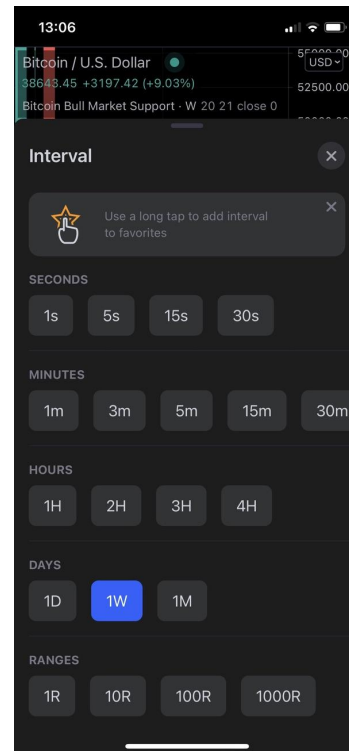 13:06
Bitcoin / U.S. Dollar
USD
38643.45 +3197.42 (+9.03%)
52500.00
Bitcoin Bull Market Support · W 20 21 close 0
Interval
Use a long tap to add interval
to favorites
SECONDS
1s 5s 15s 30s
MINUTES
1m 3m 5m 15m 30m
HOURS
1H 2H 3H 4H
DAYS
1D 1W 1M
RANGES
1R 10R 100R 1000R